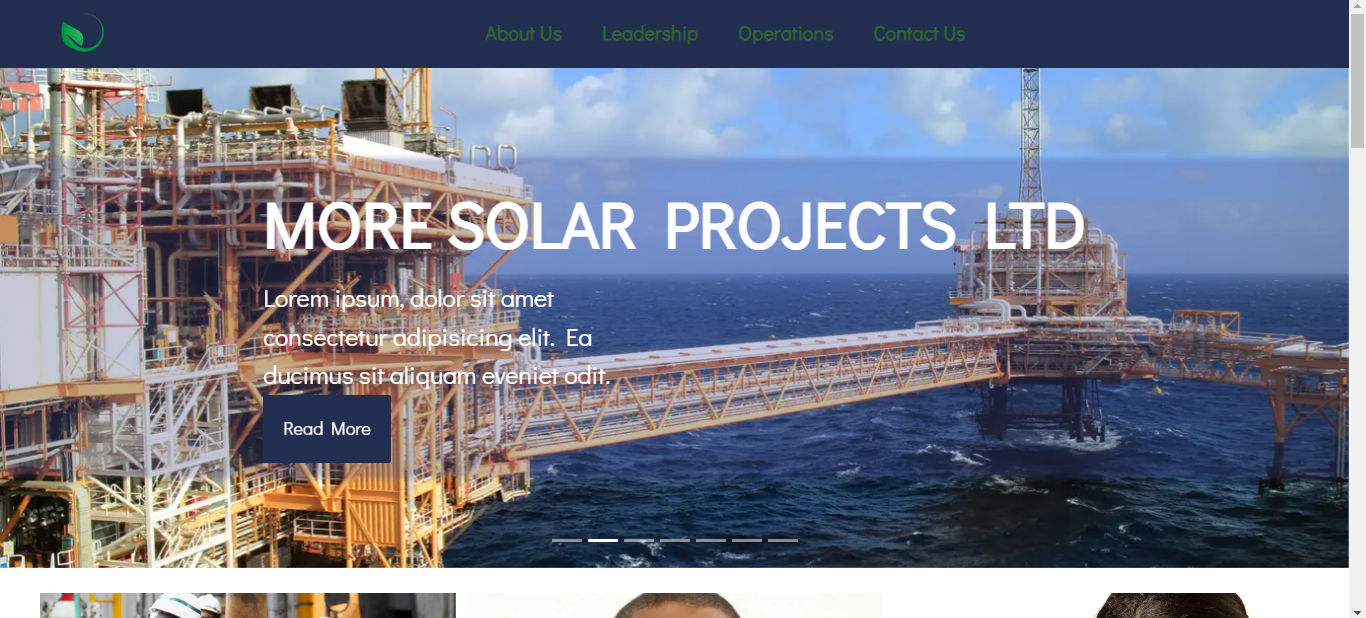 About Us Leadership Operations Contact Us
MORE SOLAR PROJECTS LTD
Lorem ipsum, dolor sit amet
consectetur adipisicing elit. Ea
ducimus sit aliquam eveniet odit.
Read More